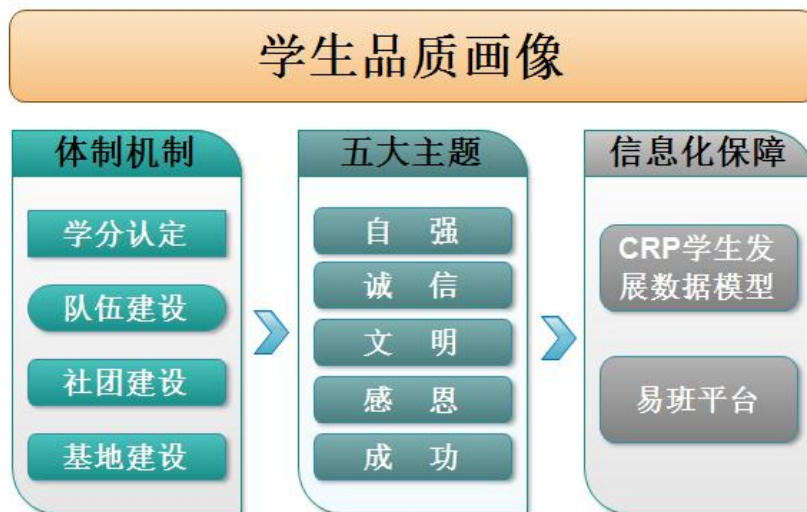 学生品质画像
体制机制
学分认定
队伍建设
社团建设
基地建设
五大主题
自 强
诚 信
文 明
感 恩
成 功
信息化保障
CRP学生发
展数据模型
易班平台